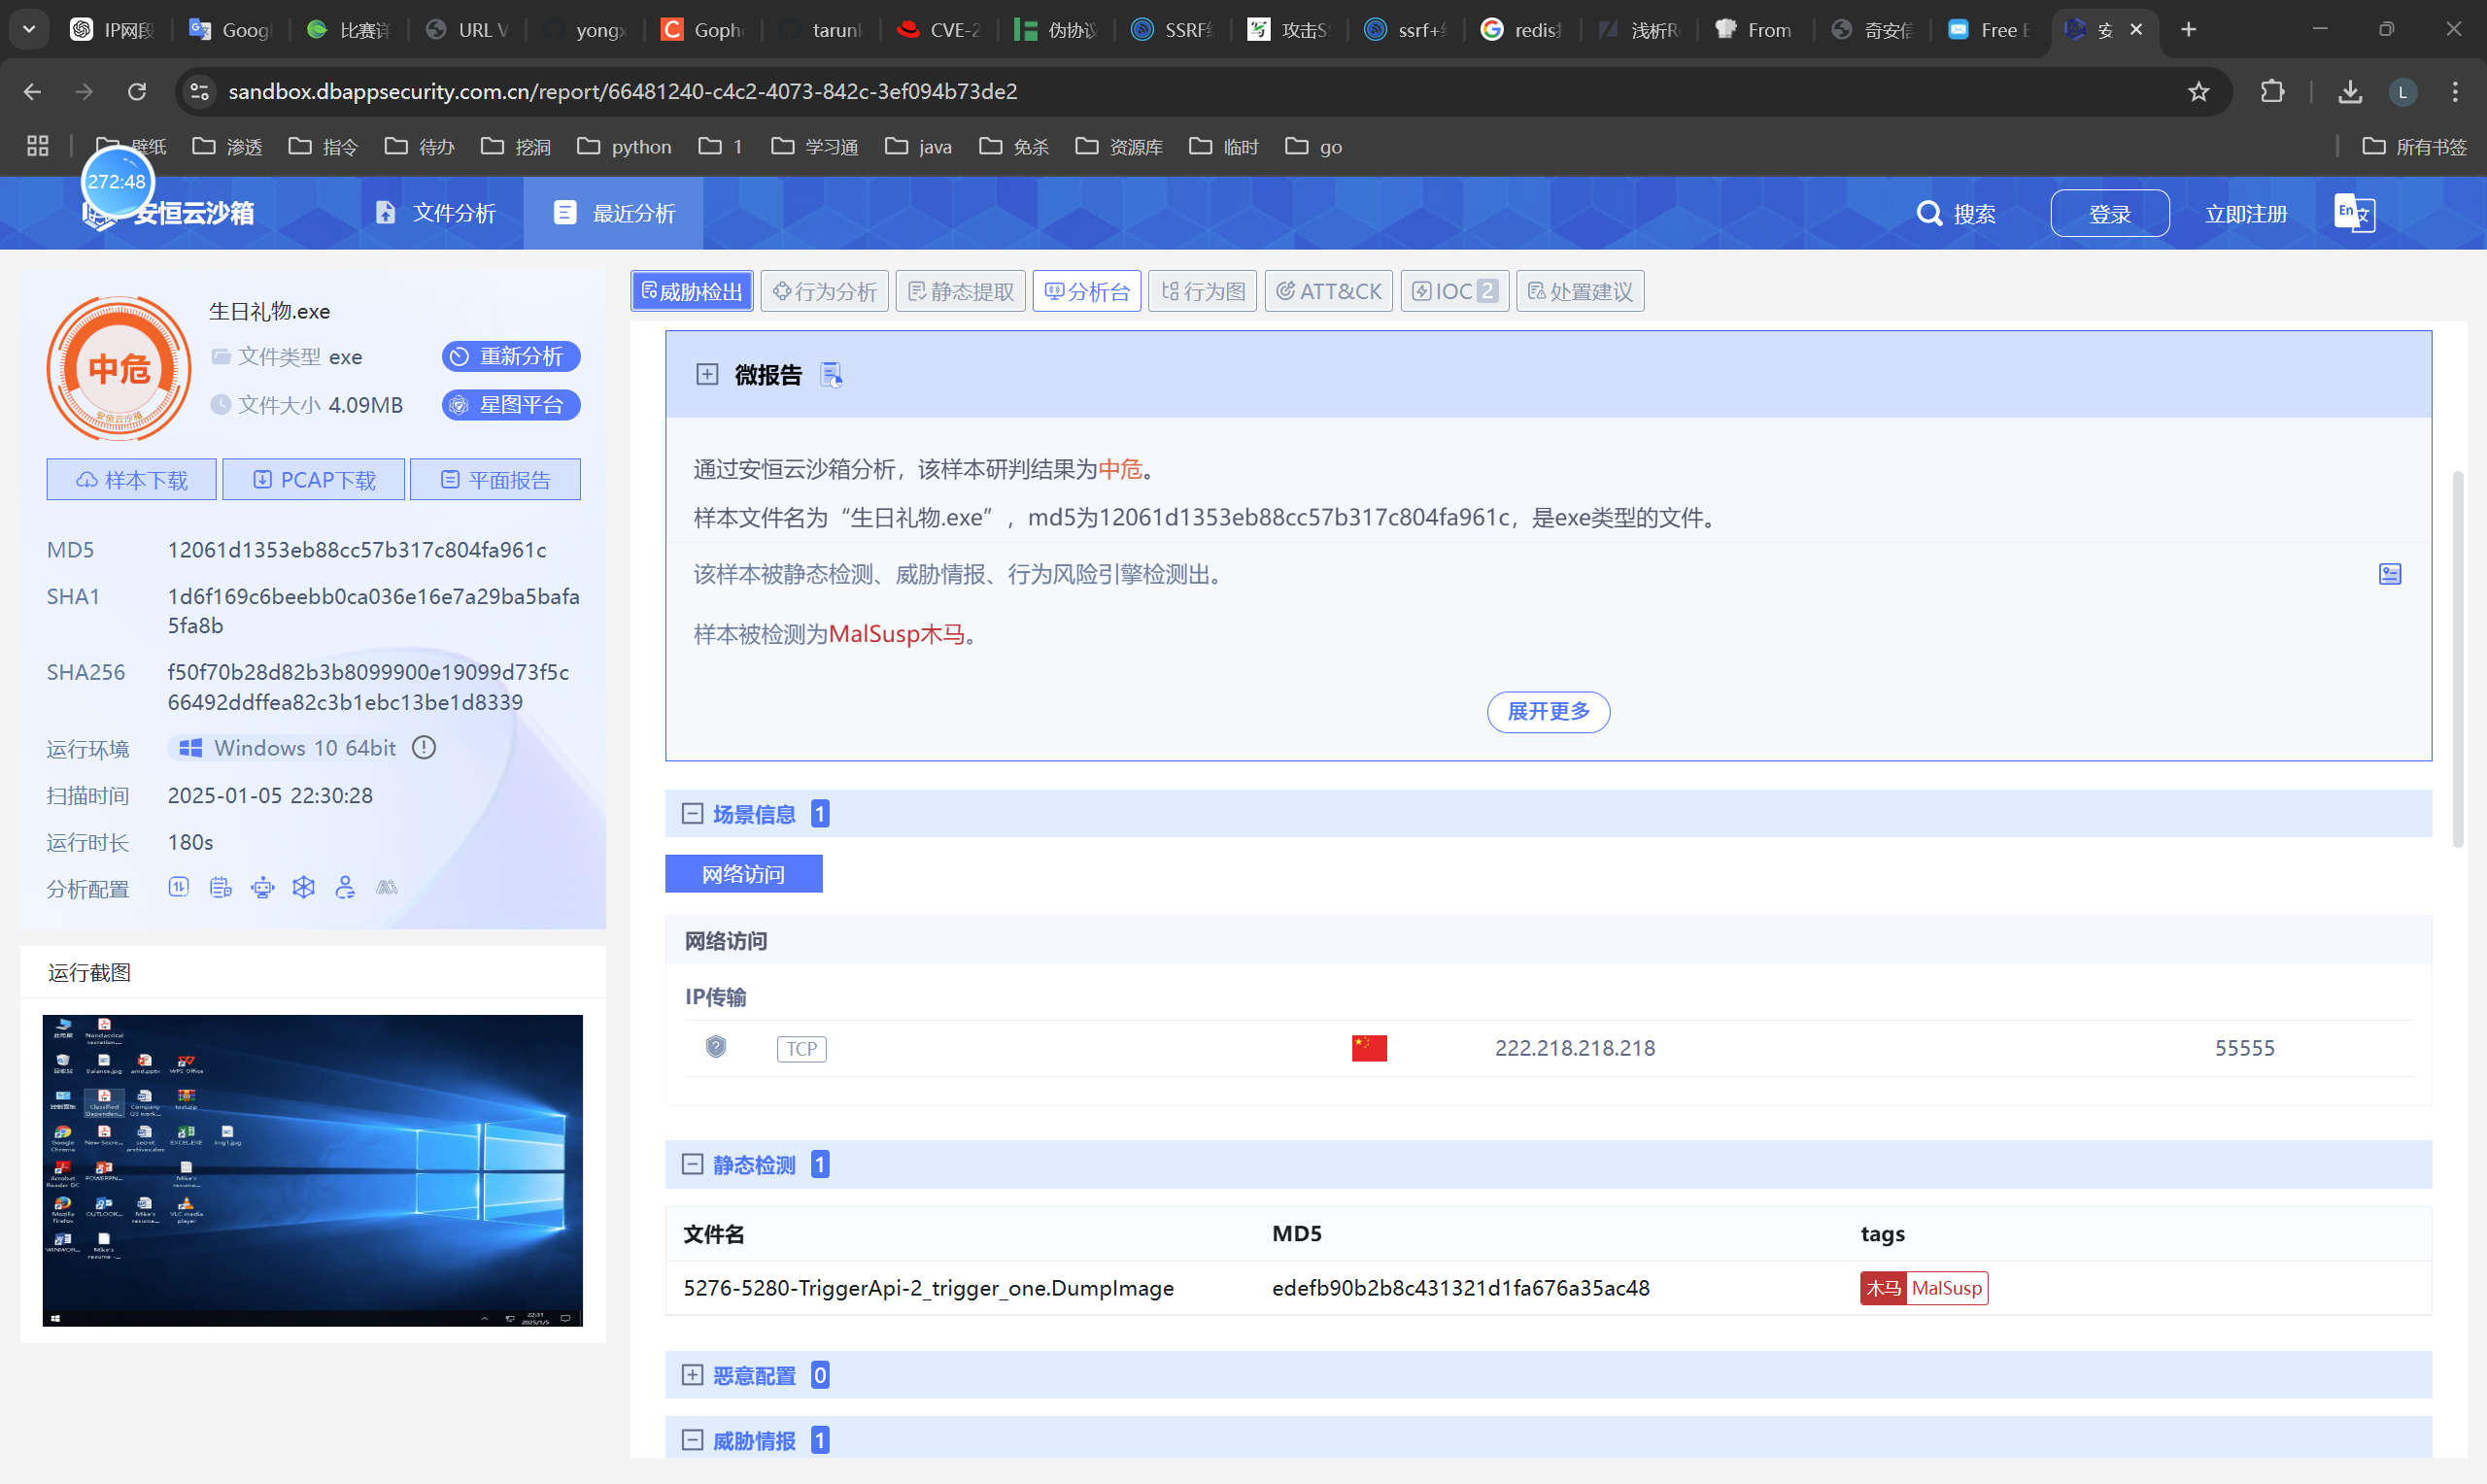 IP网段
Goog
比赛详
URL V
yongx
Goph
tarun
CVE-2
伪协议
SSRF
攻击SS
ssrf+
redis
浅析R
From
奇安信
Free E
安
sandbox.dbappsecurity.com.cn/report/66481240-c4c2-4073-842c-3ef094b73de2
L
壁纸
渗透
指令
待办
挖洞
python
1
学习通
java
免杀
资源库
临时
go
所有书签
272:48
安恒云沙箱
文件分析
最近分析
搜索
登录
立即注册
En 文
中危
安恒云沙箱
生日礼物.exe
文件类型 exe
重新分析
文件大小 4.09MB
星图平台
样本下载
PCAP下载
平面报告
MD5 12061d1353eb88cc57b317c804fa961c
SHA1 1d6f169c6beebb0ca036e16e7a29ba5bafa
5fa8b
SHA256 f50f70b28d82b3b8099900e19099d73f5c
66492ddffea82c3b1ebc13be1d8339
运行环境 Windows 10 64bit
扫描时间 2025-01-05 22:30:28
运行时长 180s
分析配置
运行截图
威胁检出
行为分析
静态提取
分析台
行为图
ATT&CK
IOC 2
处置建议
微报告
通过安恒云沙箱分析，该样本研判结果为中危。
样本文件名为“生日礼物.exe”，md5为12061d1353eb88cc57b317c804fa961c，是exe类型的文件。
该样本被静态检测、威胁情报、行为风险引擎检测出。
样本被检测为MalSusp木马。
展开更多
场景信息 1
网络访问
网络访问
IP传输
TCP 222.218.218.218 55555
静态检测 1
文件名 MD5 tags
5276-5280-TriggerApi-2_trigger_one.DumpImage edefb90b2b8c431321d1fa676a35ac48 木马 MalSusp
恶意配置 0
威胁情报 1